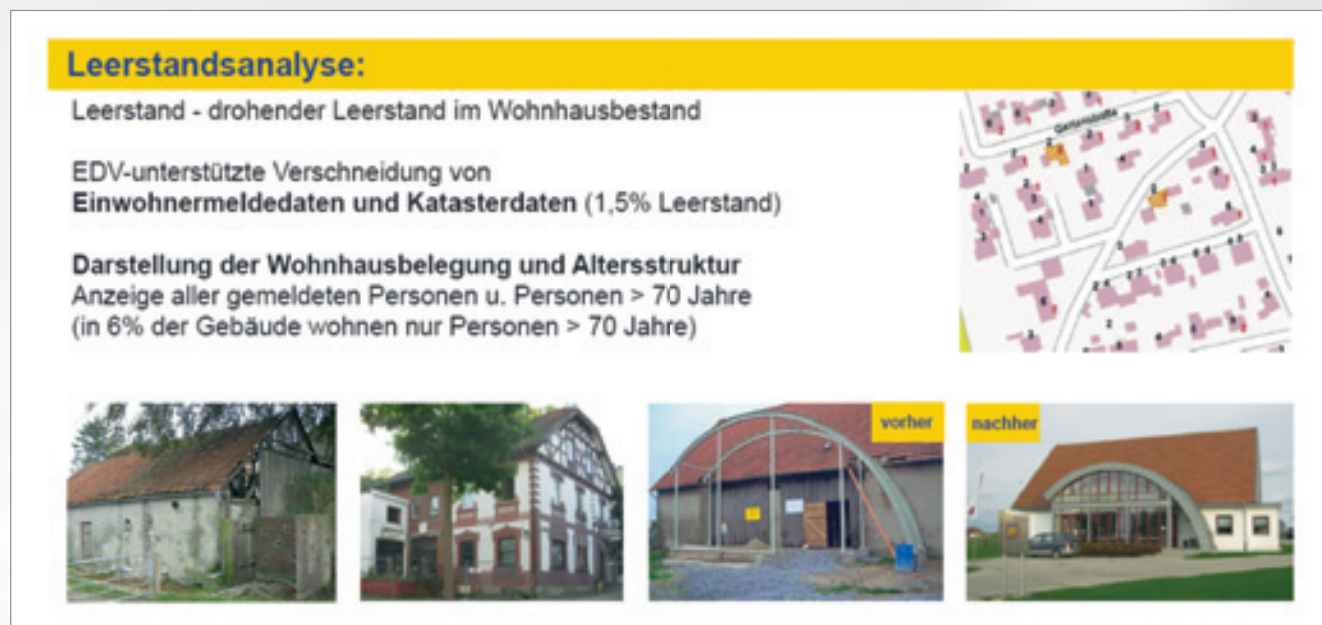 Leerstandsanalyse:
Leerstand - drohender Leerstand im Wohnhausbestand
EDV-unterstützte Verschneidung von
Einwohnermeldedaten und Katasterdaten (1,5% Leerstand)
Darstellung der Wohnhausbelegung und Altersstruktur
Anzeige aller gemeldeten Personen u. Personen > 70 Jahre
(in 6% der Gebäude wohnen nur Personen > 70 Jahre)
Gartenstraße
vorher
nachher